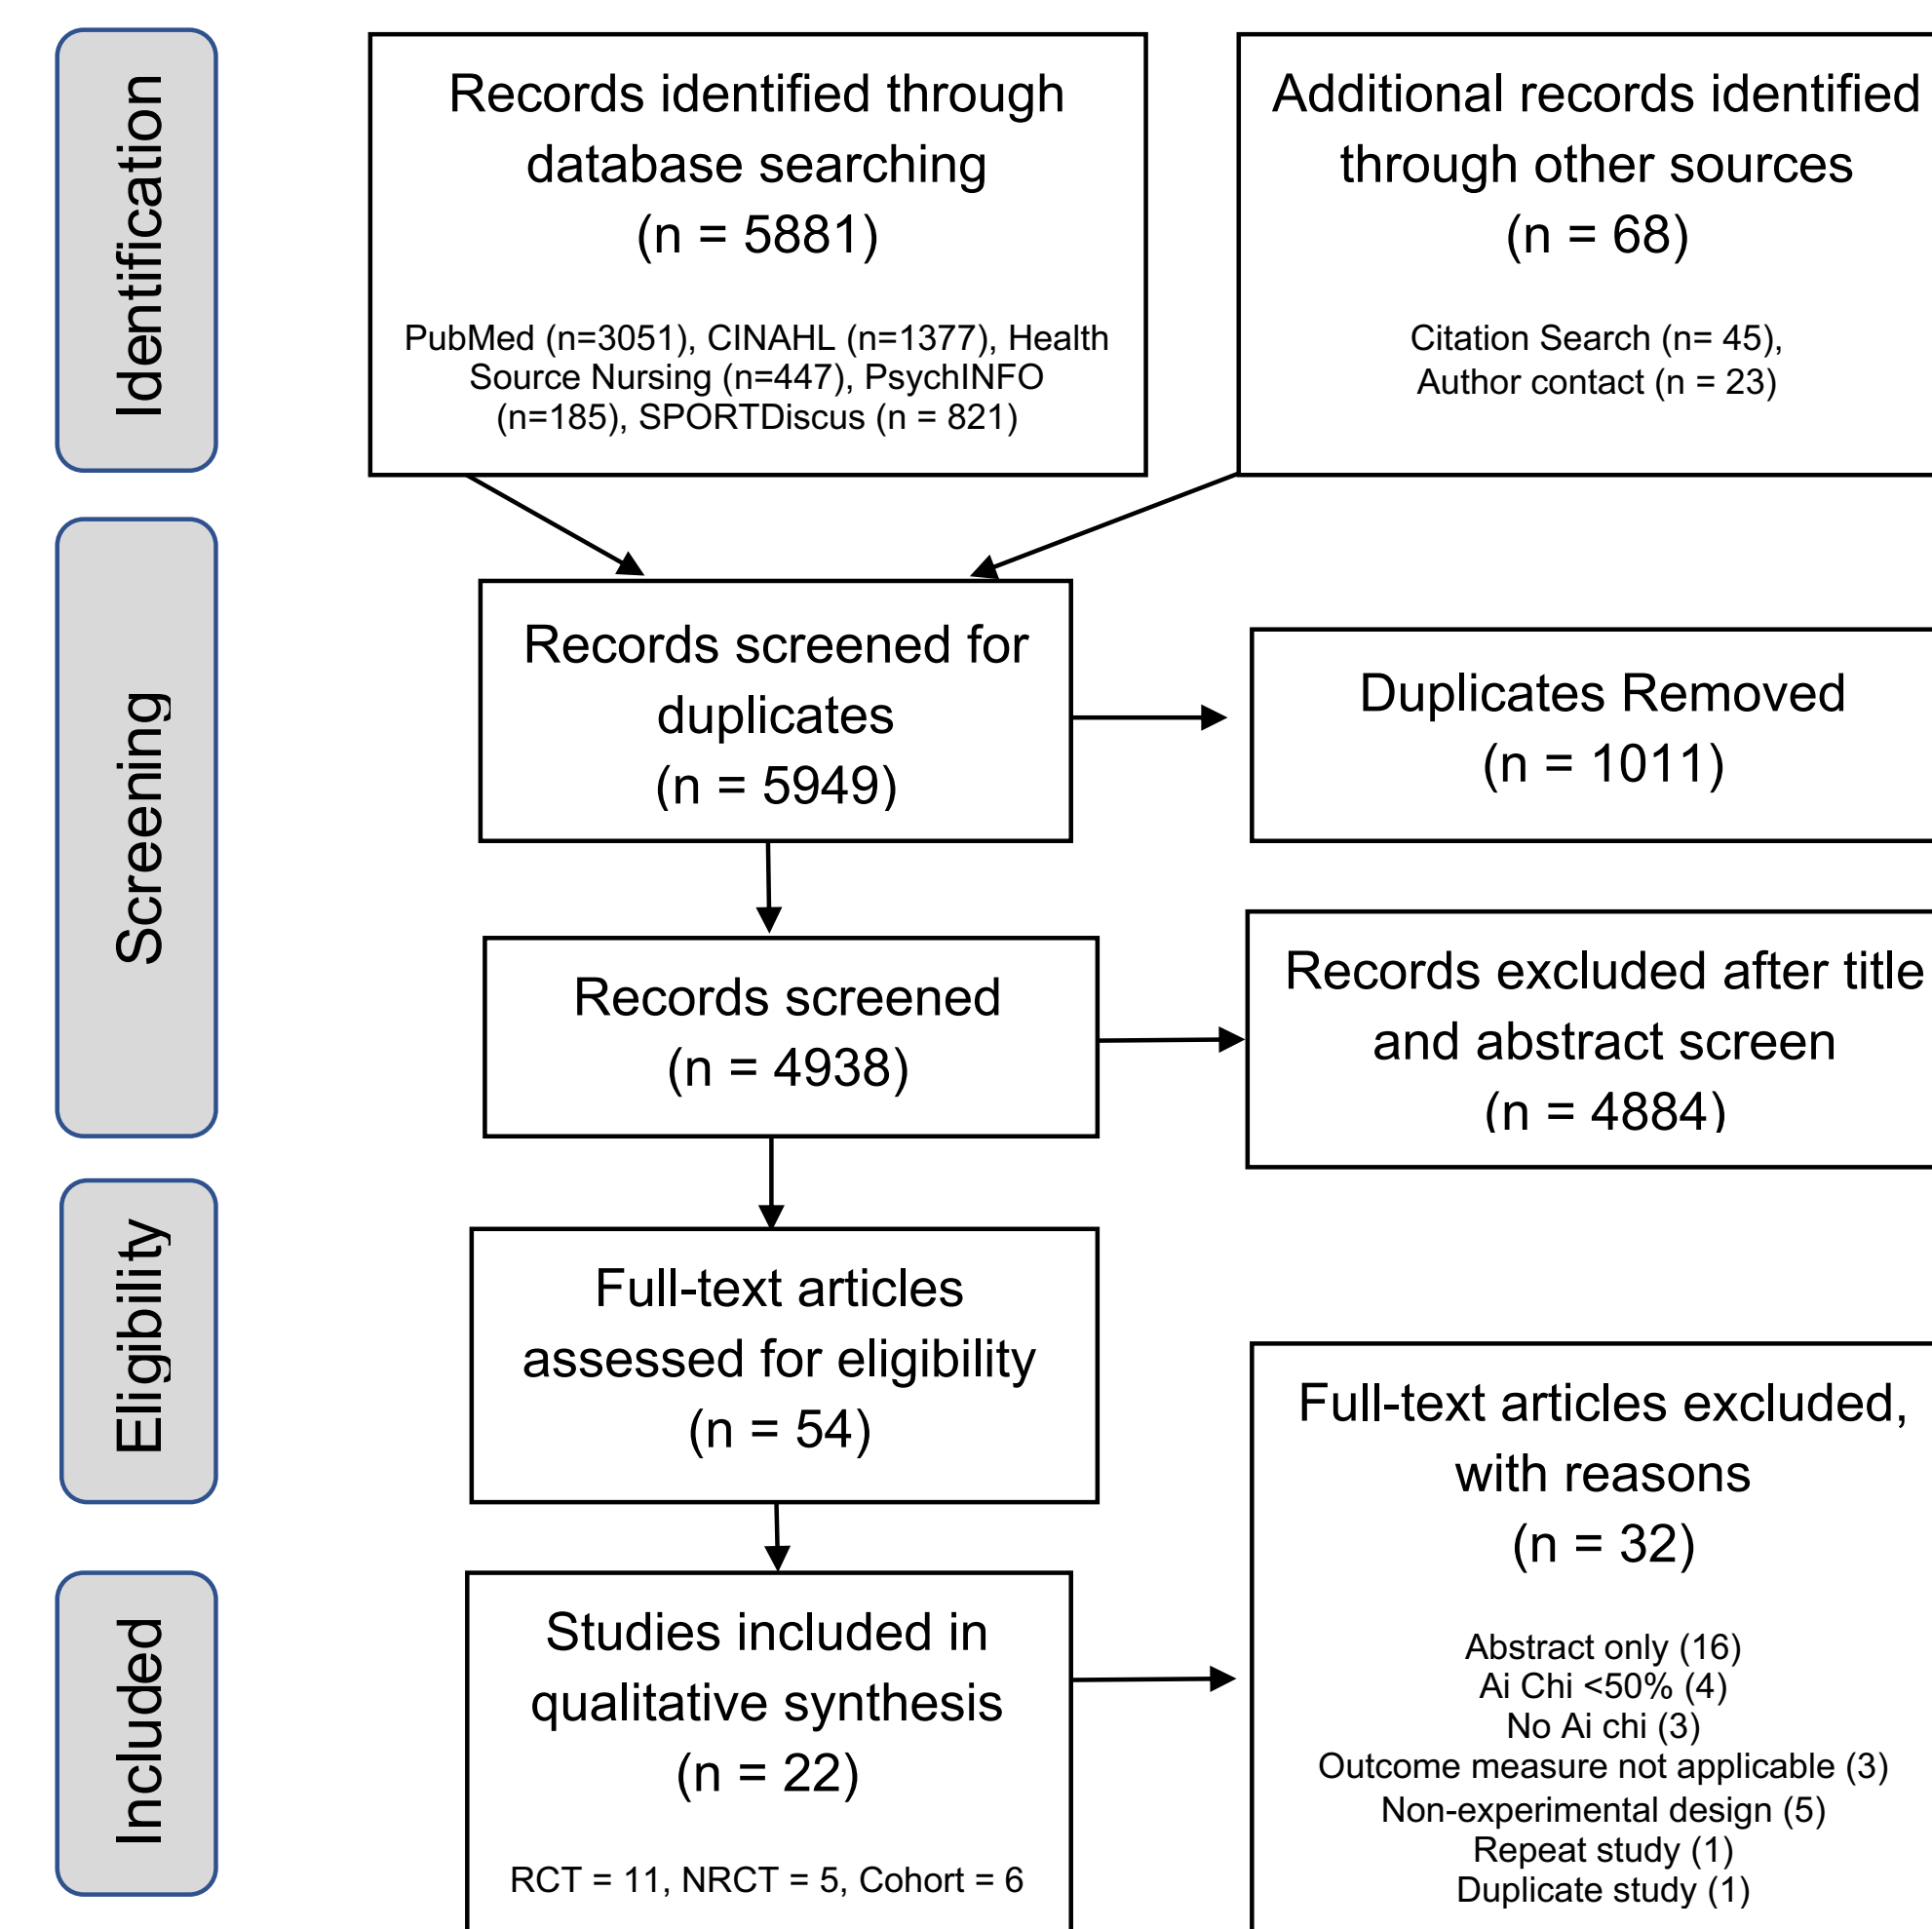 Identification
Records identified through
database searching
(n = 5881)
PubMed (n=3051), CINAHL (n=1377), Health
Source Nursing (n=447), PsychINFO
(n=185), SPORTDiscus (n = 821)
Additional records identified
through other sources
(n = 68)
Citation Search (n= 45),
Author contact (n = 23)
Screening
Records screened for
duplicates
(n = 5949)
Duplicates Removed
(n = 1011)
Records screened
(n = 4938)
Records excluded after title
and abstract screen
(n = 4884)
Eligibility
Full-text articles
assessed for eligibility
(n = 54)
Full-text articles excluded,
with reasons
(n = 32)
Abstract only (16)
Ai Chi <50% (4)
No Ai chi (3)
Outcome measure not applicable (3)
Non-experimental design (5)
Repeat study (1)
Duplicate study (1)
Included
Studies included in
qualitative synthesis
(n = 22)
RCT = 11, NRCT = 5, Cohort = 6